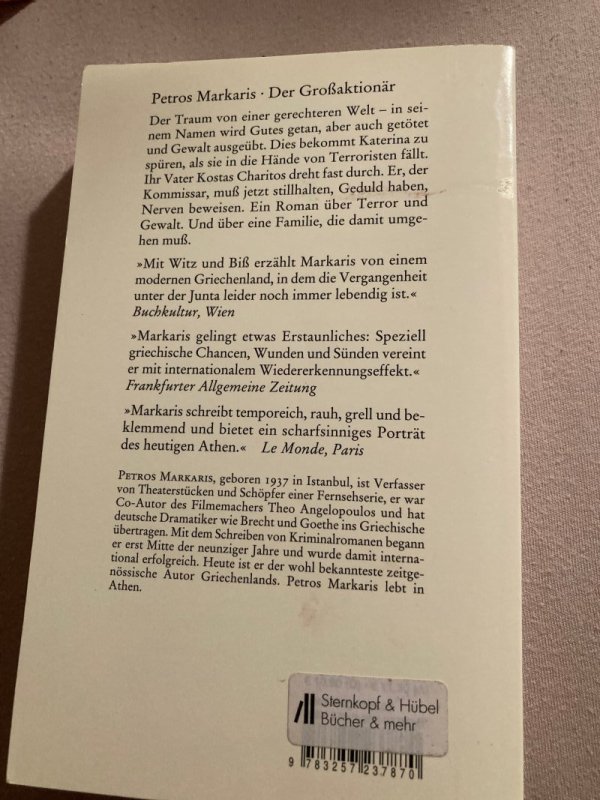 Petros Markaris · Der Großaktionär
Der Traum von einer gerechteren Welt – in sei-
nem Namen wird Gutes getan, aber auch getötet
und Gewalt ausgeübt. Dies bekommt Katerina zu
spüren, als sie in die Hände von Terroristen fällt.
Ihr Vater Kostas Charitos dreht fast durch. Er, der
Kommissar, muß jetzt stillhalten, Geduld haben,
Nerven beweisen. Ein Roman über Terror und
Gewalt. Und über eine Familie, die damit umge-
hen muß.
»Mit Witz und Biß erzählt Markaris von einem
modernen Griechenland, in dem die Vergangenheit
unter der Junta leider noch immer lebendig ist.«
Buchkultur, Wien
»Markaris gelingt etwas Erstaunliches: Speziell
griechische Chancen, Wunden und Sünden vereint
er mit internationalem Wiedererkennungseffekt.«
Frankfurter Allgemeine Zeitung
»Markaris schreibt temporeich, rauh, grell und be-
klemmend und bietet ein scharfsinniges Porträt
des heutigen Athen.« Le Monde, Paris
PETROS MARKARIS, geboren 1937 in Istanbul, ist Verfasser
von Theaterstücken und Schöpfer einer Fernsehserie, er war
Co-Autor des Filmemachers Theo Angelopoulos und hat
deutsche Dramatiker wie Brecht und Goethe ins Griechische
übertragen. Mit dem Schreiben von Kriminalromanen begann
er erst Mitte der neunziger Jahre und wurde damit interna-
tional erfolgreich. Heute ist er der wohl bekannteste zeitge-
nössische Autor Griechenlands. Petros Markaris lebt in
Athen.
Sternkopf & Hübel
Bücher & mehr
9 783257 237870